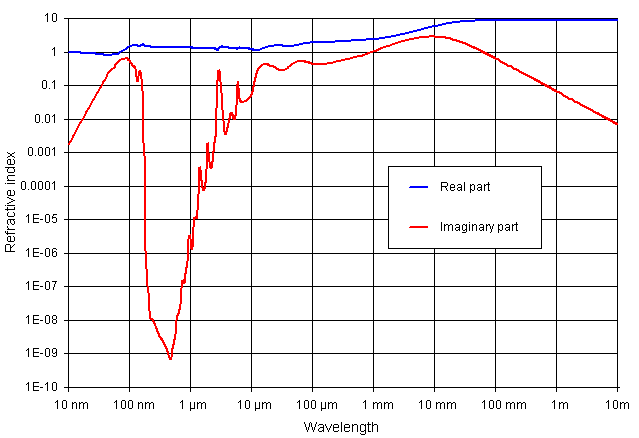 10
1
0.1
0.01
0.001
0.0001
1E-05
1E-06
1E-07
1E-08
1E-09
1E-10
Refractive index
Real part
Imaginary part
10 nm
100 nm
1 µm
10 µm
100 µm
1 mm
10 mm
100 mm
1m
10m
Wavelength